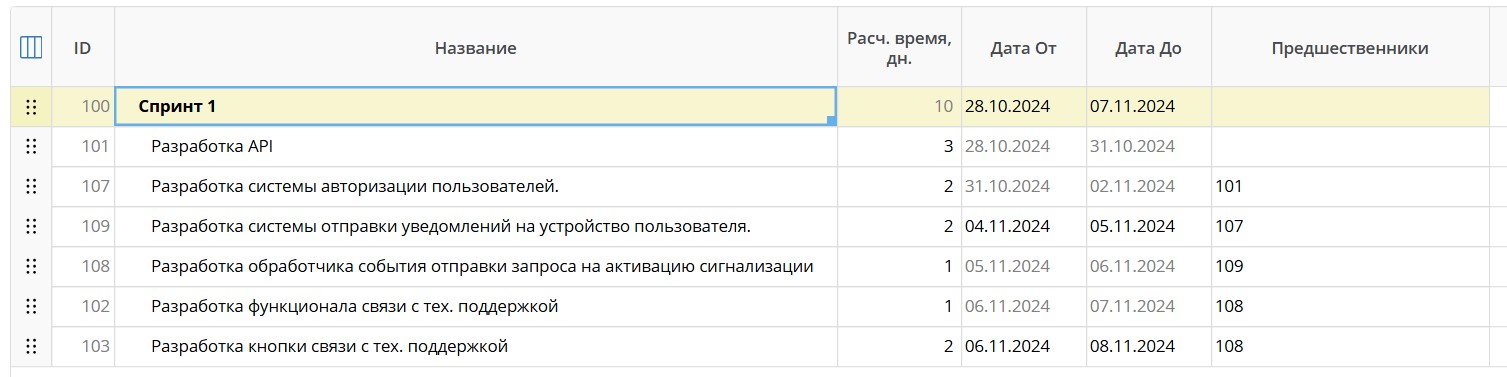 ID Название Расч. время, дн. Дата От Дата До Предшественники
100 Спринт 1 10 28.10.2024 07.11.2024
101 Разработка API 3 28.10.2024 31.10.2024
107 Разработка системы авторизации пользователей. 2 31.10.2024 02.11.2024 101
109 Разработка системы отправки уведомлений на устройство пользователя. 2 04.11.2024 05.11.2024 107
108 Разработка обработчика события отправки запроса на активацию сигнализации 1 05.11.2024 06.11.2024 109
102 Разработка функционала связи с тех. поддержкой 1 06.11.2024 07.11.2024 108
103 Разработка кнопки связи с тех. поддержкой 2 06.11.2024 08.11.2024 108